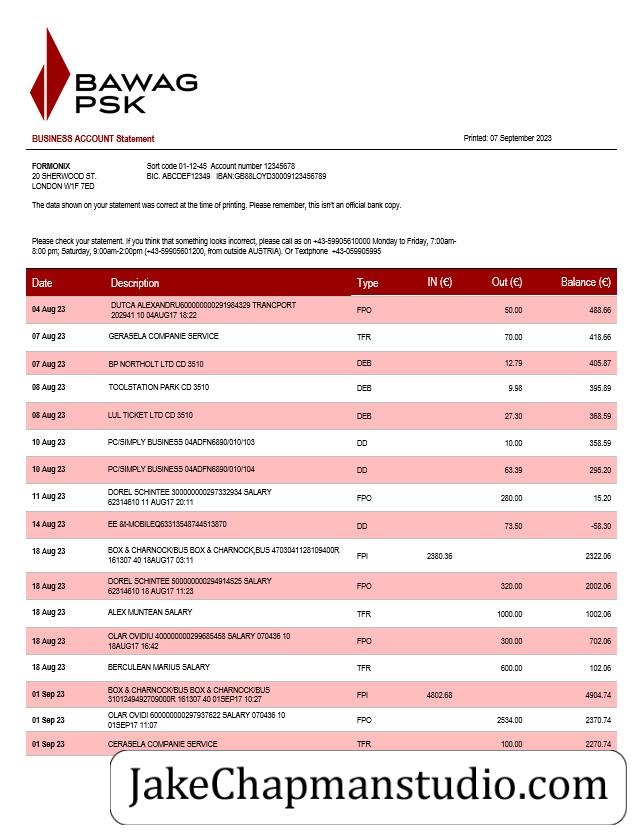 BAWAG
PSK
BUSINESS ACCOUNT Statement Printed: 07 September 2023
FORMONIX Sort code 01-12-45 Account number 12345678
20 SHERWOOD ST. BIC. ABCDEF12349 IBAN:GB88LOYD30009123456789
LONDON W1F 7ED
The data shown on your statement was correct at the time of printing. Please remember, this isn't an official bank copy.
Please check your statement. If you think that something looks incorrect, please call as on +43-59905610000 Monday to Friday, 7:00am-
8:00 pm; Saturday, 9:00am-2:00pm (+43-59905601200, from outside AUSTRIA). Or Textphone +43-059905995
Date Description Type IN (€) Out (€) Balance (€)
04 Aug 23 DUTCA ALEXANDRU600000000291984329 TRANCPORT FPO 50.00 488.66
202941 10 04AUG17 18:22
07 Aug 23 GERASELA COMPANIE SERVICE TFR 70.00 418.66
07 Aug 23 BP NORTHOLT LTD CD 3510 DEB 12.79 405.87
08 Aug 23 TOOLSTATION PARK CD 3510 DEB 9.98 395.89
08 Aug 23 LUL TICKET LTD CD 3510 DEB 27.30 368.59
10 Aug 23 PC/SIMPLY BUSINESS 04ADFN6890/010/103 DD 10.00 358.59
10 Aug 23 PC/SIMPLY BUSINESS 04ADFN6890/010/104 DD 63.39 295.20
11 Aug 23 DOREL SCHINTEE 300000000297332934 SALARY FPO 280.00 15.20
62314610 11 AUG17 20:11
14 Aug 23 EE &t-MOBILEQ63313548744513870 DD 73.50 -58.30
18 Aug 23 BOX & CHARNOCK/BUS BOX & CHARNOCK,BUS 4703041128109400R FPI 2380.36 2322.06
161307 40 18AUG17 03:11
18 Aug 23 DOREL SCHINTEE 500000000294914525 SALARY FPO 320.00 2002.06
62314610 18 AUG17 11:23
18 Aug 23 ALEX MUNTEAN SALARY TFR 1000.00 1002.06
18 Aug 23 OLAR OVIDIU 400000000299685458 SALARY 070436 10 FPO 300.00 702.06
18AUG17 16:42
18 Aug 23 BERCULEAN MARIUS SALARY TFR 600.00 102.06
01 Sep 23 BOX & CHARNOCK/BUS BOX & CHARNOCK/BUS FPI 4802.68 4904.74
3101249492709000R 161307 40 01SEP17 10:27
01 Sep 23 OLAR OVIDI 600000000297937622 SALARY 070436 10 FPO 2534.00 2370.74
01SEP17 11:07
01 Sep 23 CERASELA COMPANIE SERVICE TFR 100.00 2270.74
JakeChapmanstudio.com